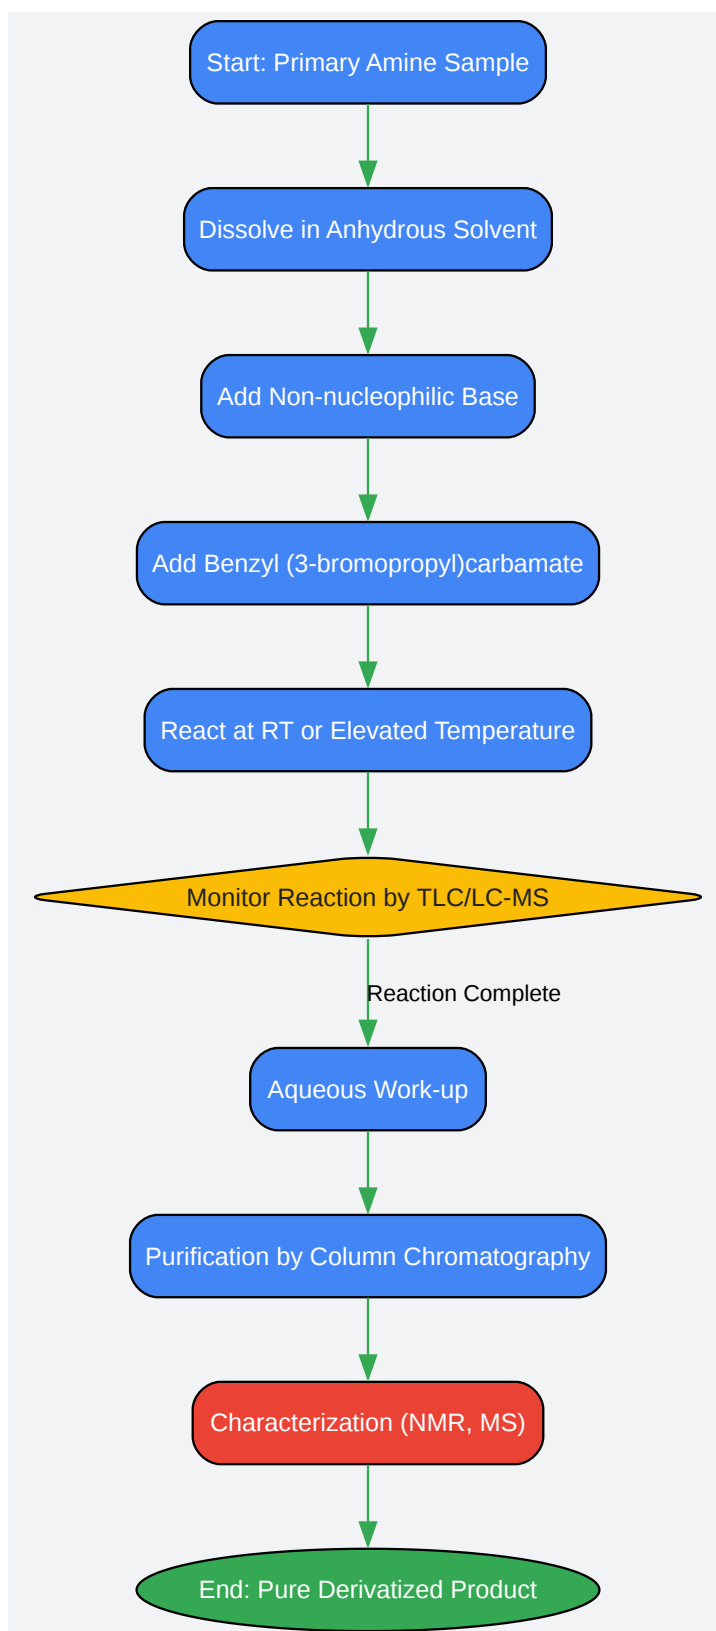 Start: Primary Amine Sample
Dissolve in Anhydrous Solvent
Add Non-nucleophilic Base
Add Benzyl (3-bromopropyl)carbamate
React at RT or Elevated Temperature
Monitor Reaction by TLC/LC-MS
Reaction Complete
Aqueous Work-up
Purification by Column Chromatography
Characterization (NMR, MS)
End: Pure Derivatized Product